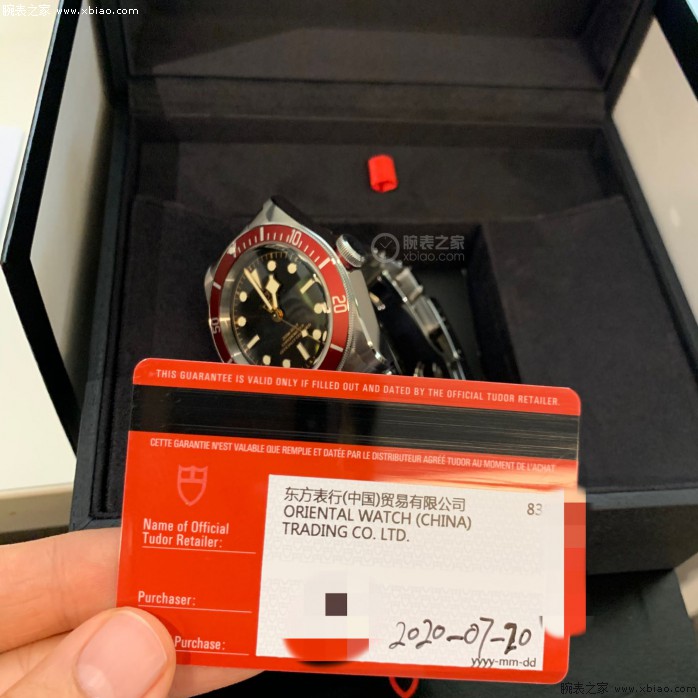 腕表之家 www.xbiao.com
10
20
腕表之家
xbiao.com
THIS GUARANTEE IS VALID ONLY IF FILLED OUT AND DATED BY THE OFFICIAL TUDOR RETAILER.
CETTE GARANTIE N'EST VALABLE QUE REMPLIE ET DATÉE PAR LE DISTRIBUTEUR AGRÉÉ TUDOR AU MOMENT DE L'ACHAT
东方表行(中国)贸易有限公司 83
ORIENTAL WATCH (CHINA)
TRADING CO. LTD.
Name of Official
Tudor Retailer:
Purchaser:
Purchase:
2020-07-20
yyyy-mm-dd
腕表之家 www.xbiao.com